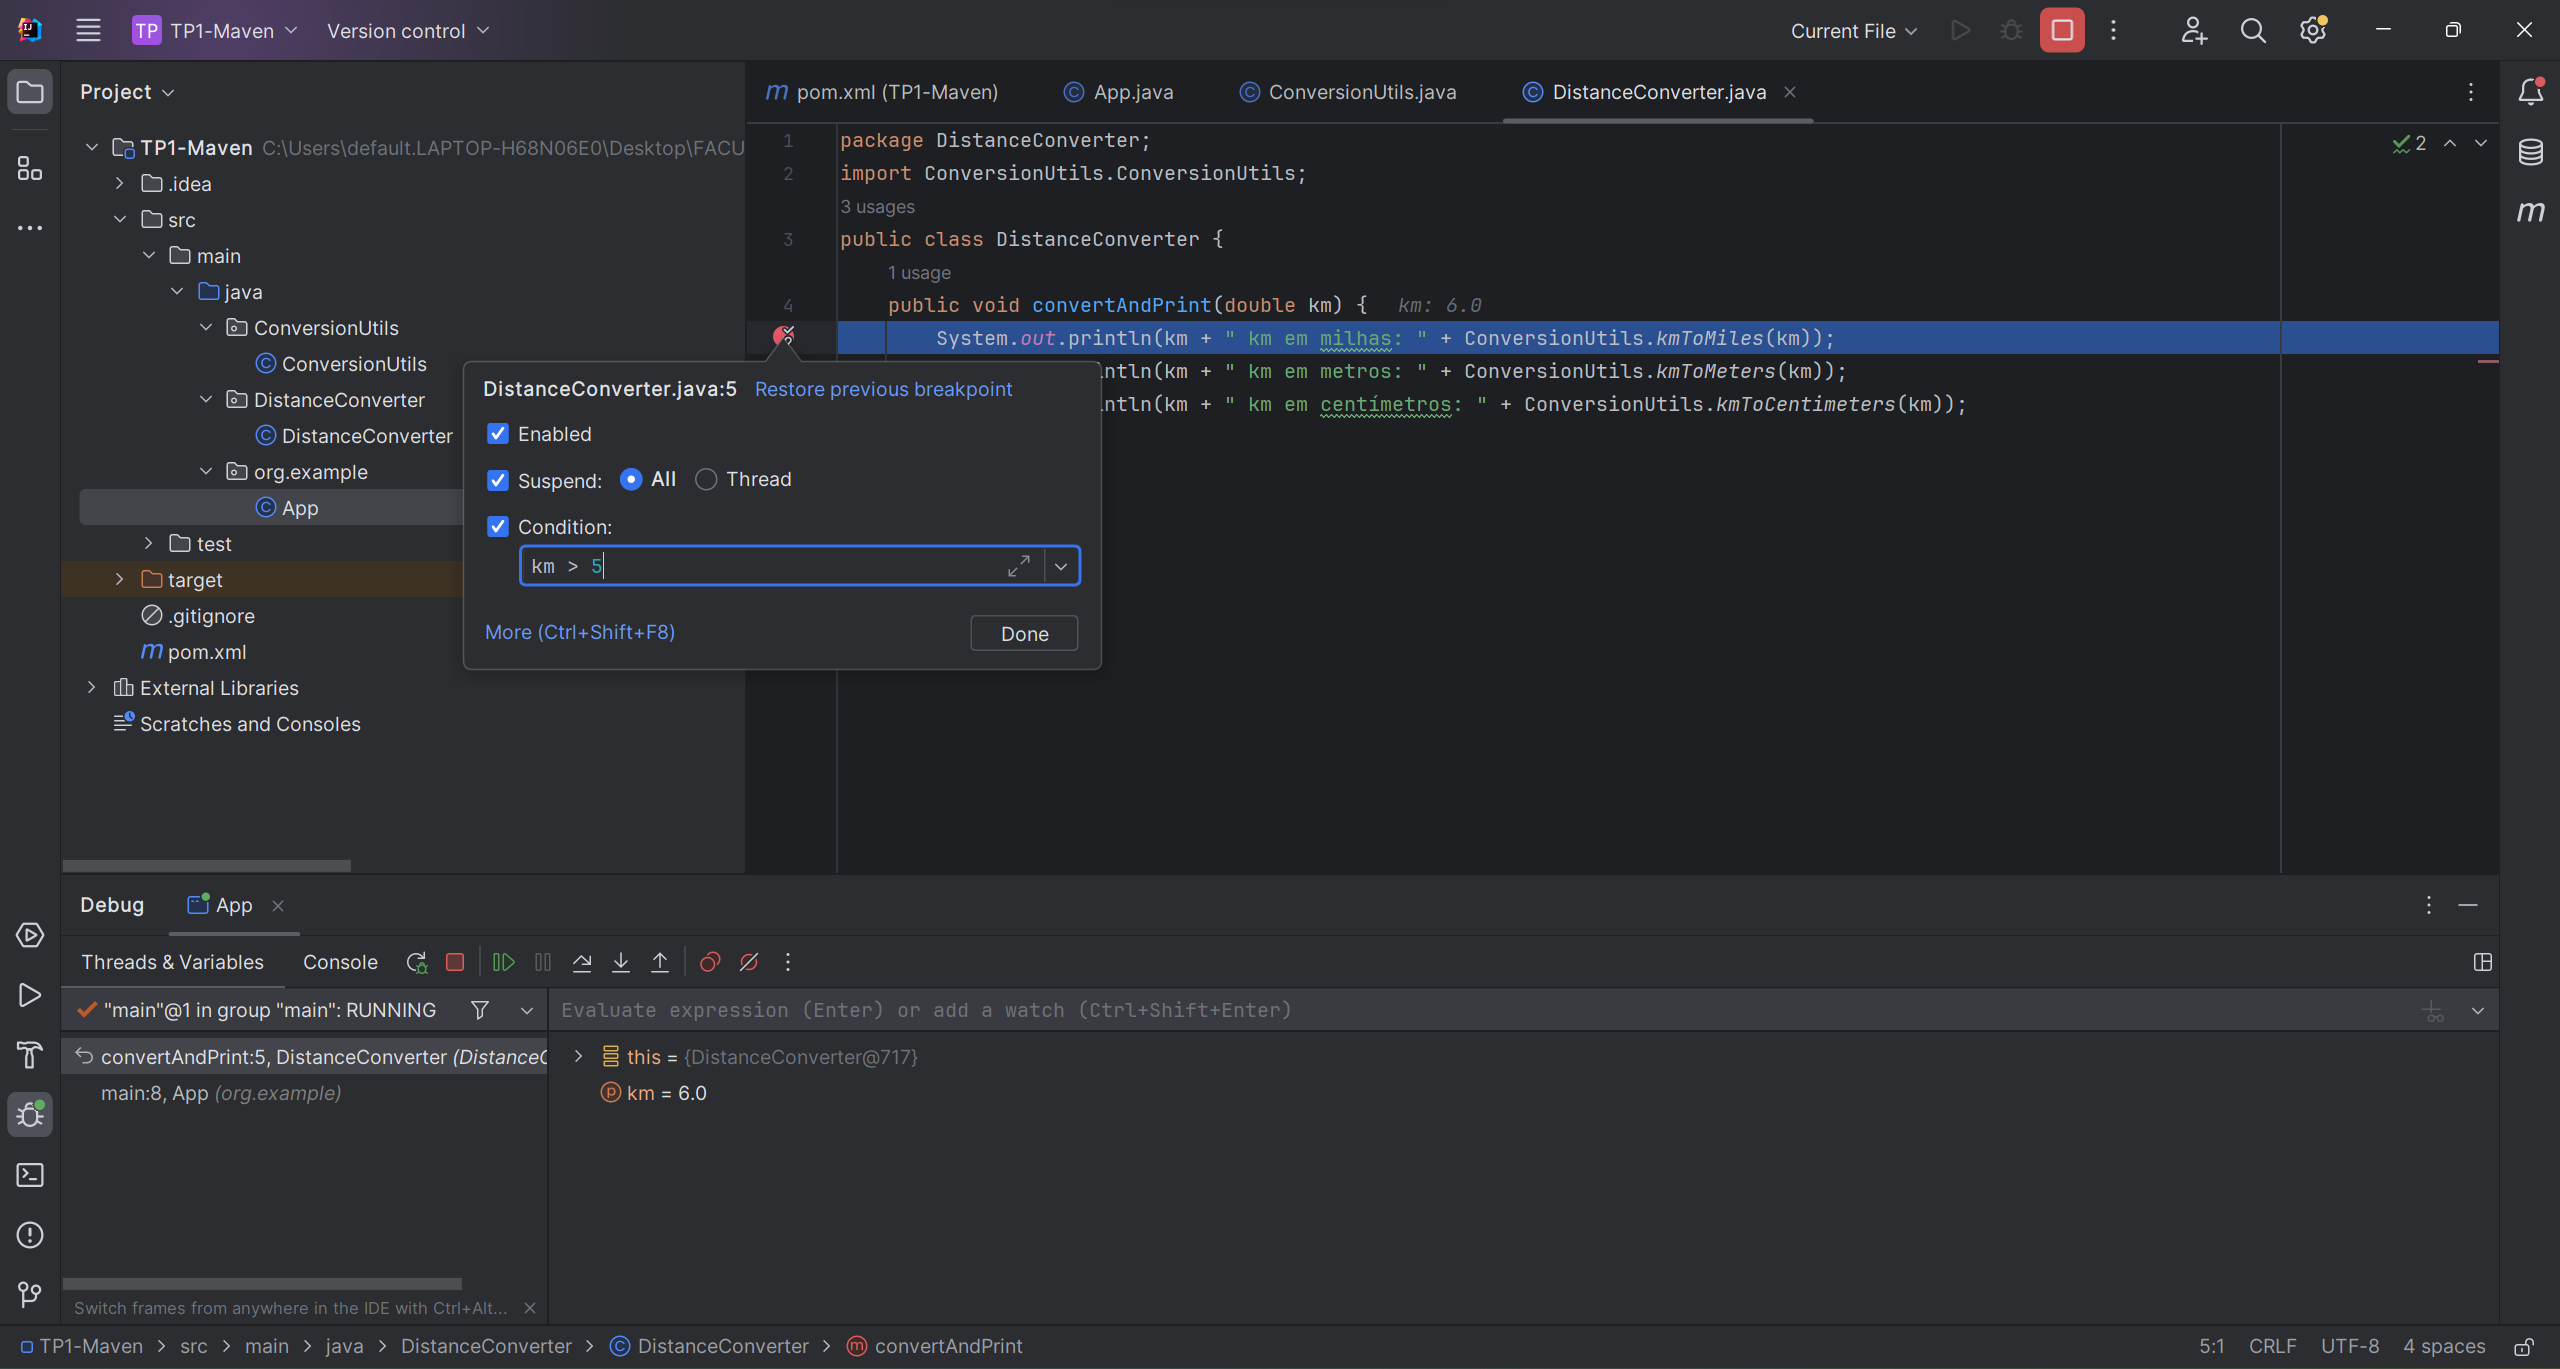 TP TP1-Maven Version control Current File
Project
TP1-Maven C:\Users\default.LAPTOP-H68N06E0\Desktop\FACU
.idea
src
main
java
ConversionUtils
ConversionUtils
DistanceConverter
DistanceConverter
org.example
App
test
target
.gitignore
pom.xml
External Libraries
Scratches and Consoles
pom.xml (TP1-Maven) App.java ConversionUtils.java DistanceConverter.java
2
1 package DistanceConverter;
2 import ConversionUtils.ConversionUtils;
3 usages
3 public class DistanceConverter {
1 usage
4 public void convertAndPrint(double km) { km: 6.0
System.out.println(km + " km em milhas: " + ConversionUtils.kmToMiles(km));
ntln(km + " km em metros: " + ConversionUtils.kmToMeters(km));
ntln(km + " km em centímetros: " + ConversionUtils.kmToCentimeters(km));
DistanceConverter.java:5 Restore previous breakpoint
Enabled
Suspend: All Thread
Condition:
km > 5
More (Ctrl+Shift+F8) Done
Debug App
Threads & Variables Console
"main"@1 in group "main": RUNNING
Evaluate expression (Enter) or add a watch (Ctrl+Shift+Enter)
convertAndPrint:5, DistanceConverter (DistanceC
main:8, App (org.example)
this = {DistanceConverter@717}
km = 6.0
Switch frames from anywhere in the IDE with Ctrl+Alt...
TP1-Maven > src > main > java > DistanceConverter > DistanceConverter > convertAndPrint
5:1 CRLF UTF-8 4 spaces